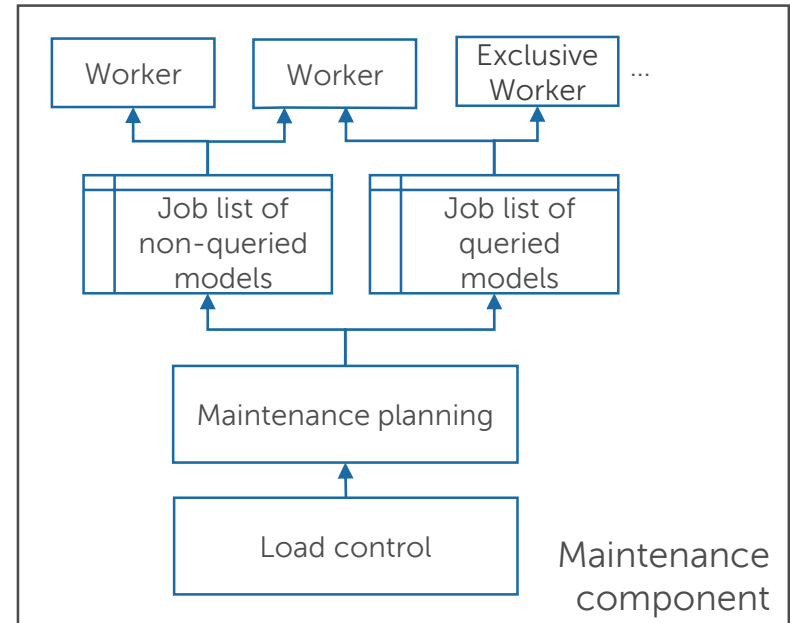 Worker
Worker
Exclusive
Worker
...
Job list of
non-queried
models
Job list of
queried
models
Maintenance planning
Load control
Maintenance
component